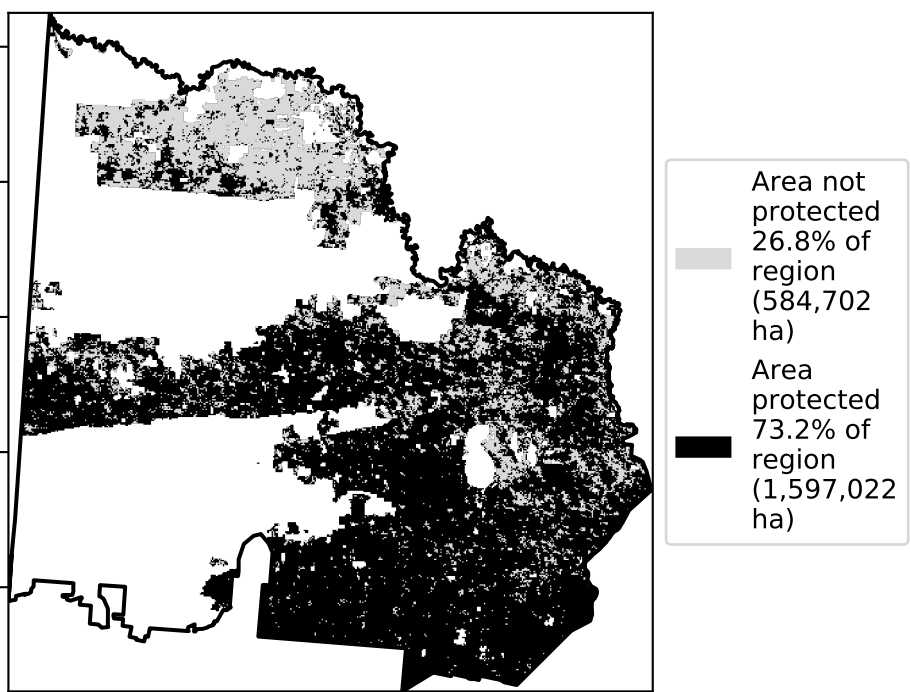 Area not
protected
26.8% of
region
(584,702
ha)
Area
protected
73.2% of
region
(1,597,022
ha)